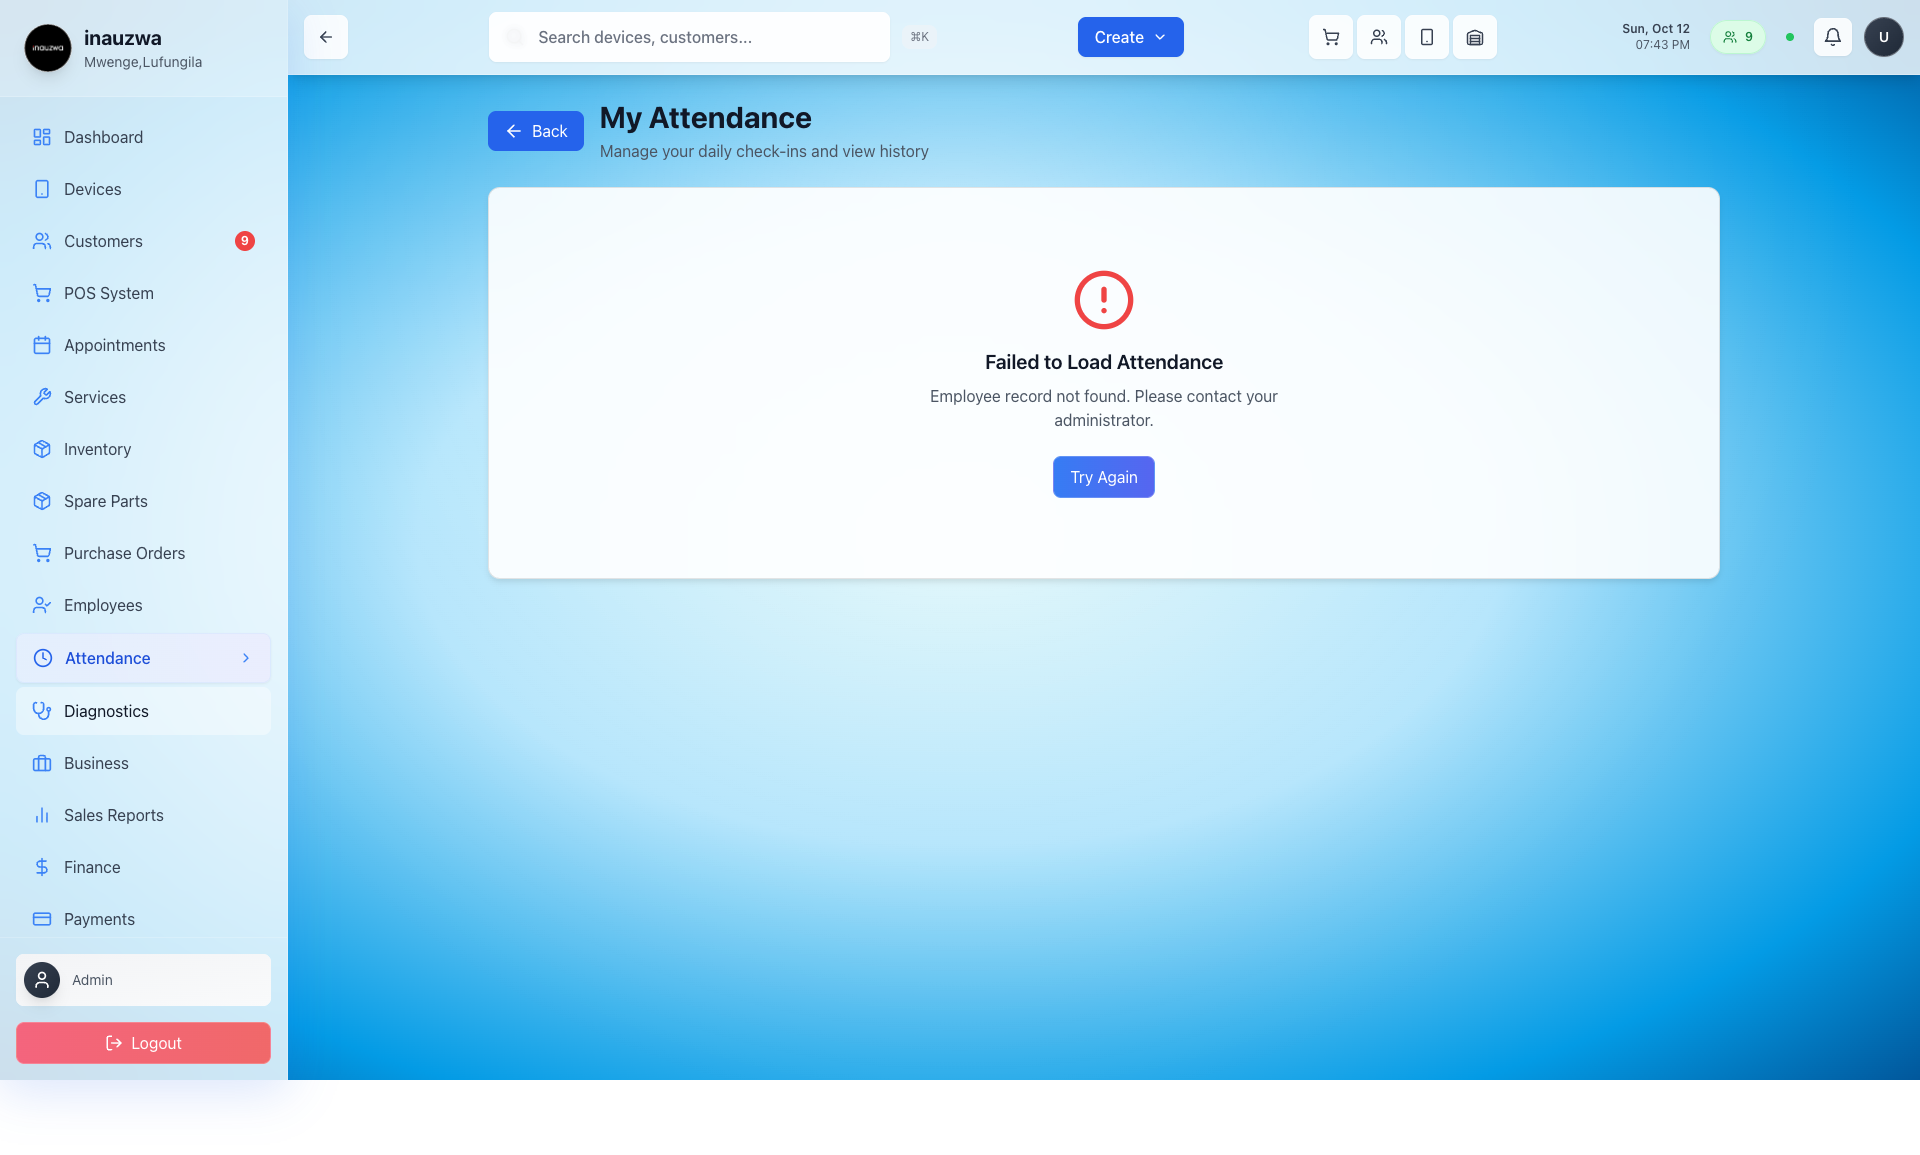 inauzwa
inauzwa
Mwenge,Lufungila
Search devices, customers...
⌘K
Create
Sun, Oct 12
07:43 PM
9
U
Dashboard
Devices
Customers
9
POS System
Appointments
Services
Inventory
Spare Parts
Purchase Orders
Employees
Attendance
Diagnostics
Business
Sales Reports
Finance
Payments
Admin
Logout
Back
My Attendance
Manage your daily check-ins and view history
Failed to Load Attendance
Employee record not found. Please contact your
administrator.
Try Again